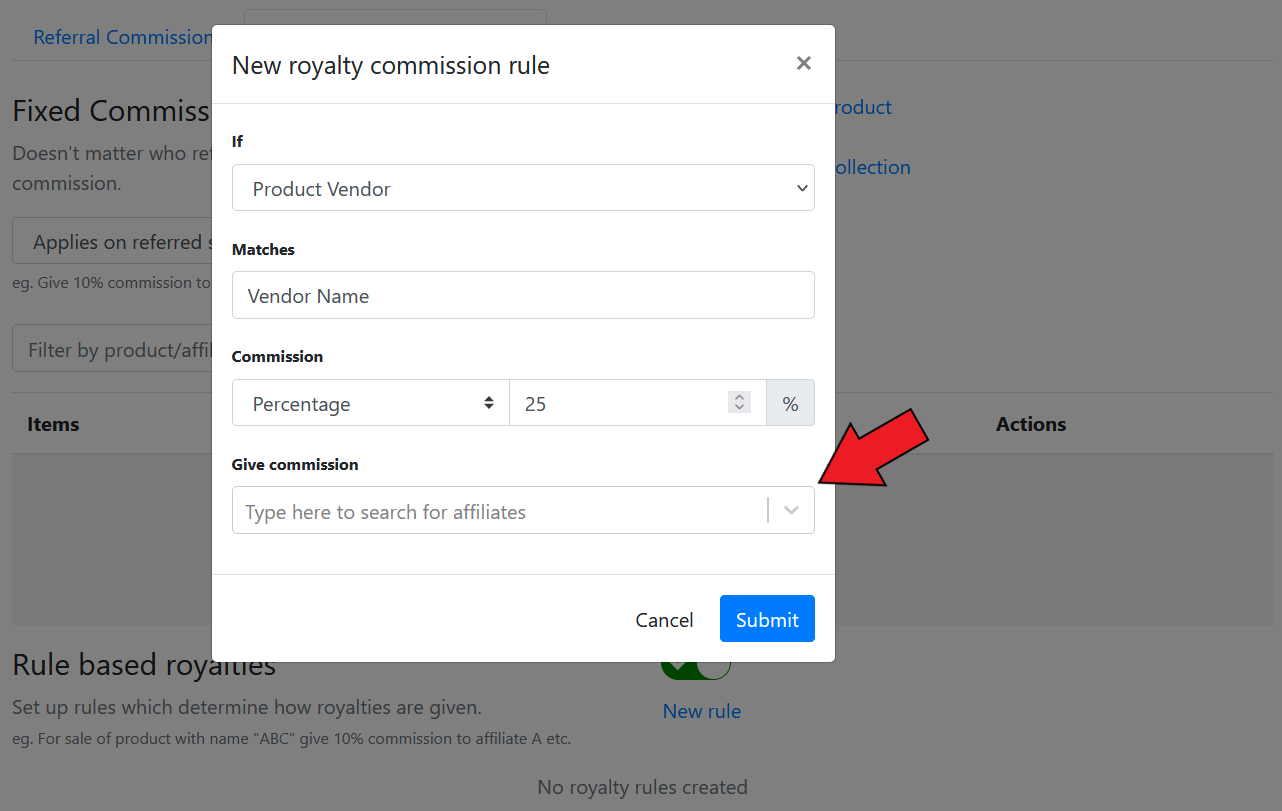 Referral Commission
New royalty commission rule
×
Fixed Commiss
roduct
Doesn't matter who ref
commission.
ollection
If
Product Vendor
Applies on referred s
Matches
eg. Give 10% commission to
Vendor Name
Filter by product/affil
Commission
Percentage
25
%
Items
Actions
Give commission
Type here to search for affiliates
Cancel
Submit
Rule based royalties
Set up rules which determine how royalties are given.
New rule
eg. For sale of product with name "ABC" give 10% commission to affiliate A etc.
No royalty rules created